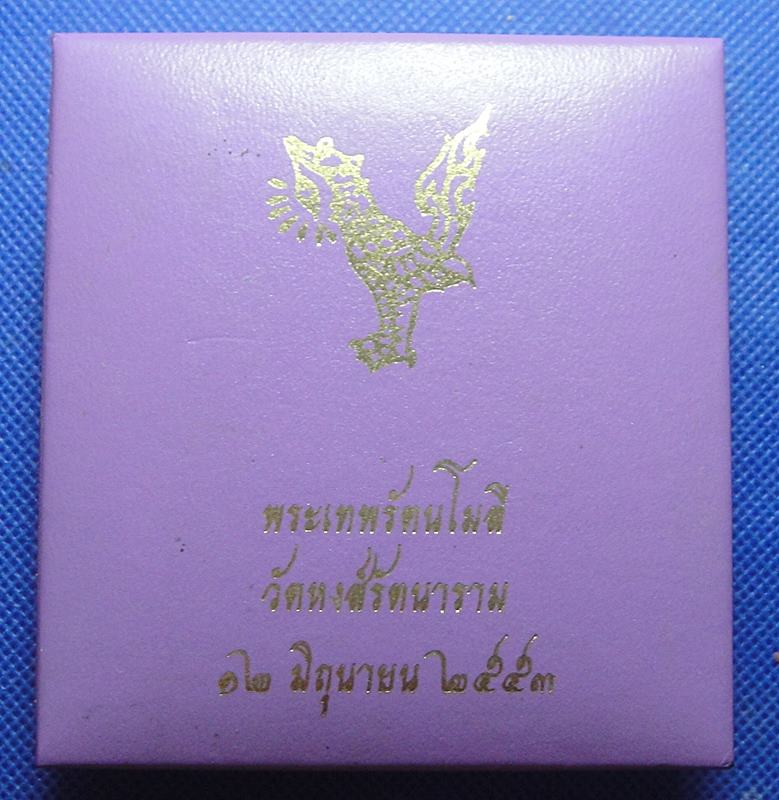 พระเทพรัตนโมลี
วัดหงส์รัตนาราม
๑๒ มิถุนายน ๒๕๕๓